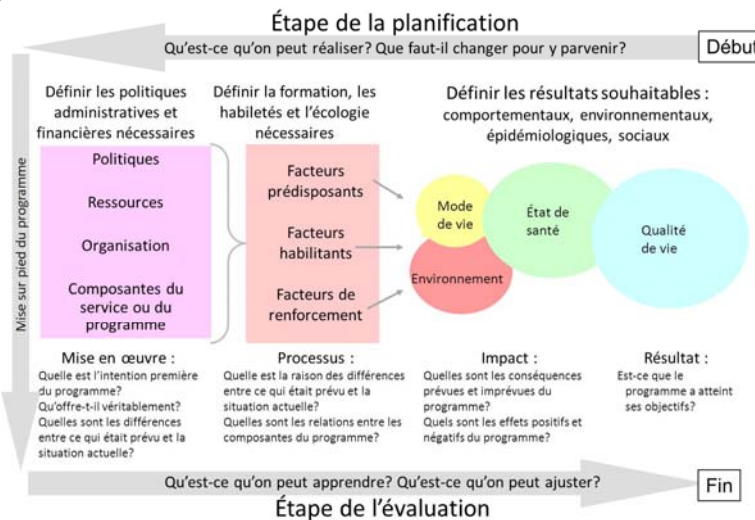 Étape de la planification
Qu'est-ce qu'on peut réaliser? Que faut-il changer pour y parvenir?
Début
Mise sur pied du programme
Définir les politiques
administratives et
financières nécessaires
Définir la formation, les
habiletés et l'écologie
nécessaires
Définir les résultats souhaitables :
comportementaux, environnementaux,
épidémiologiques, sociaux
Politiques
Ressources
Organisation
Composantes du
service ou du
programme
Facteurs
prédisposants
Facteurs
habilitants
Facteurs de
renforcement
Mode
de vie
Environnement
État de
santé
Qualité
de vie
Mise en œuvre :
Quelle est l'intention première
du programme?
Qu'offre-t-il véritablement?
Quelles sont les différences
entre ce qui était prévu et la
situation actuelle?
Processus :
Quelle est la raison des différences
entre ce qui était prévu et la
situation actuelle?
Quelles sont les relations entre les
composantes du programme?
Impact :
Quelles sont les conséquences
prévues et imprévues du
programme?
Quels sont les effets positifs et
négatifs du programme?
Résultat :
Est-ce que le
programme a atteint
ses objectifs?
Qu'est-ce qu'on peut apprendre? Qu'est-ce qu'on peut ajuster?
Fin
Étape de l'évaluation